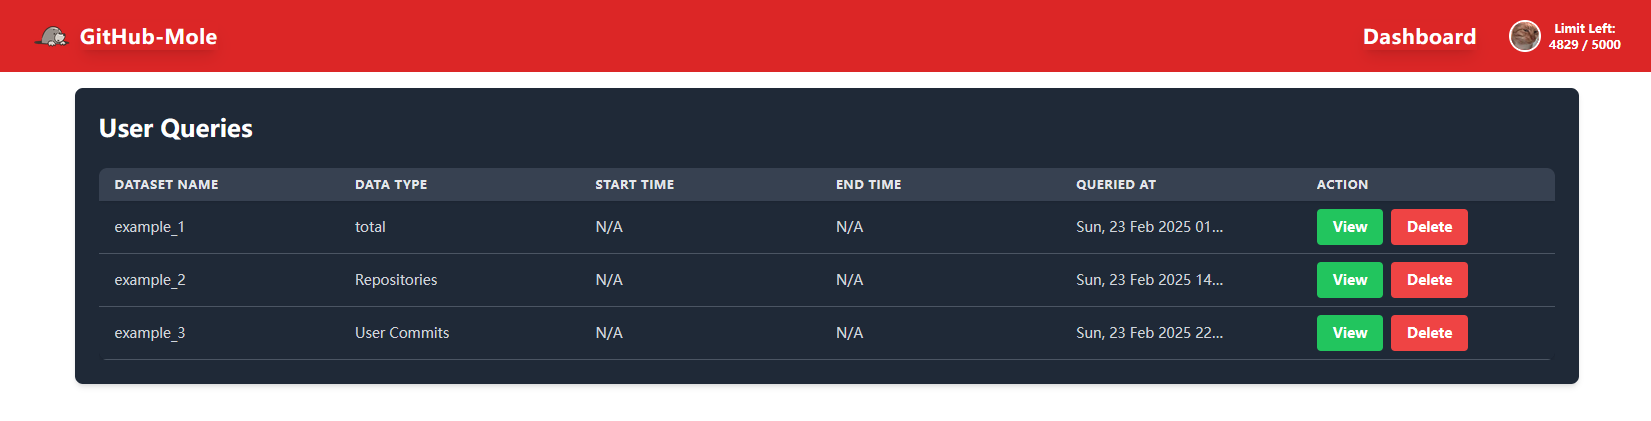 GitHub-Mole
Dashboard
Limit Left:
4829 / 5000
User Queries
DATASET NAME DATA TYPE START TIME END TIME QUERIED AT ACTION
example_1 total N/A N/A Sun, 23 Feb 2025 01... View Delete
example_2 Repositories N/A N/A Sun, 23 Feb 2025 14... View Delete
example_3 User Commits N/A N/A Sun, 23 Feb 2025 22... View Delete